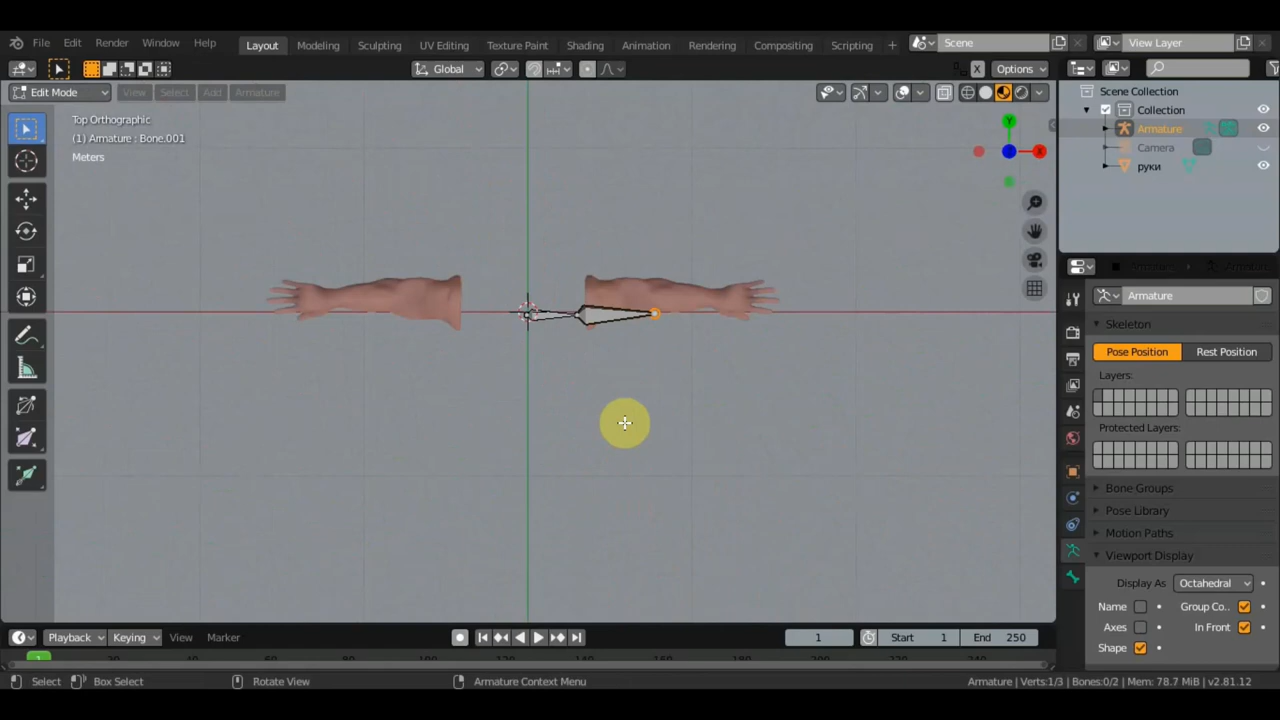 File Edit Render Window Help Layout Modeling Sculpting UV Editing Texture Paint Shading Animation Rendering Compositing Scripting + Scene View Layer
Global X Options
Edit Mode View Select Add Armature
Scene Collection
Collection
Armature
Camera
руки
Top Orthographic
(1) Armature : Bone.001
Meters
Y
X
Armature
Skeleton
Pose Position Rest Position
Layers:
Protected Layers:
Bone Groups
Pose Library
Motion Paths
Viewport Display
Display As Octahedral
Name Group Co..
Axes In Front
Shape
Playback Keying View Marker 1 Start 1 End 250
1
Select Box Select Rotate View Armature Context Menu Armature | Verts:1/3 | Bones:0/2 | Mem: 78.7 MiB | v2.81.12